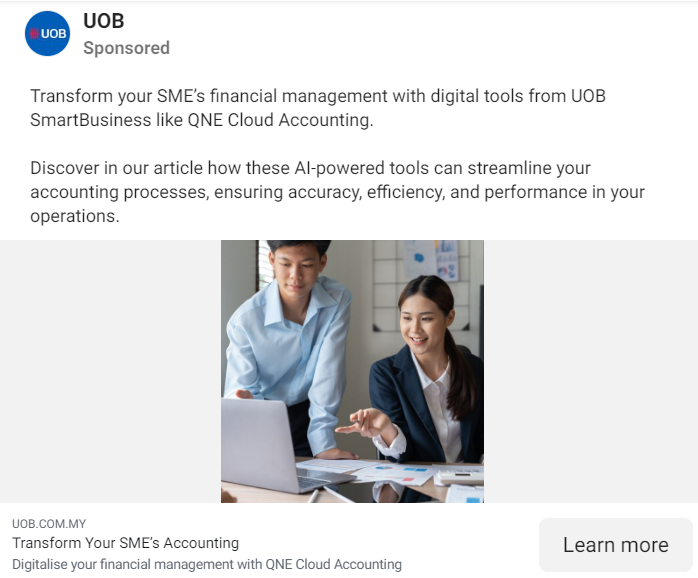 UOB
UOB
Sponsored
Transform your SME’s financial management with digital tools from UOB
SmartBusiness like QNE Cloud Accounting.
Discover in our article how these AI-powered tools can streamline your
accounting processes, ensuring accuracy, efficiency, and performance in your
operations.
UOB.COM.MY
Transform Your SME’s Accounting
Digitalise your financial management with QNE Cloud Accounting
Learn more